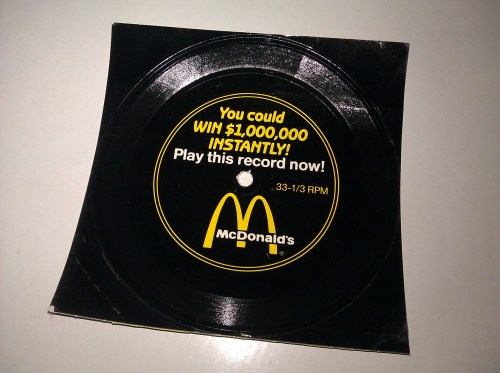 You could
WIN $1,000,000
INSTANTLY!
Play this record now!
33-1/3 RPM
McDonald's
®